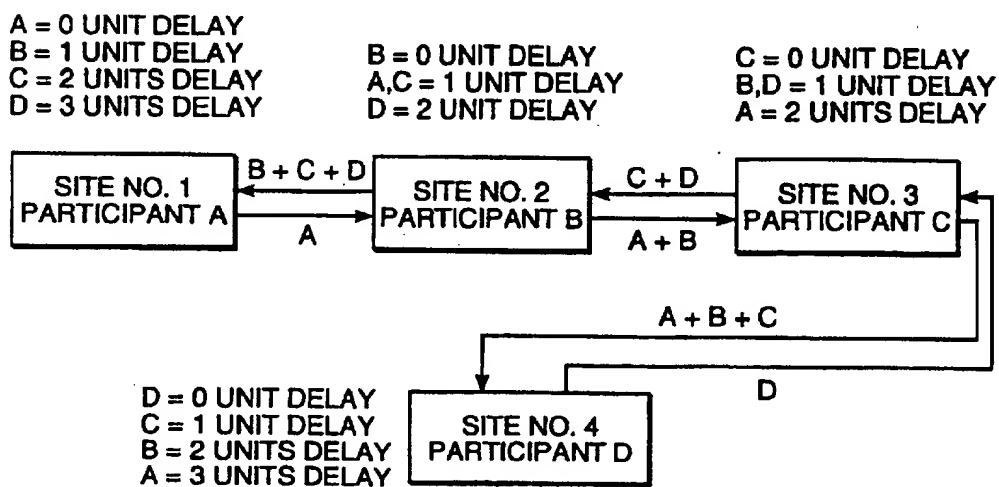 A = 0 UNIT DELAY
B = 1 UNIT DELAY
C = 2 UNITS DELAY
D = 3 UNITS DELAY
B = 0 UNIT DELAY
A,C = 1 UNIT DELAY
D = 2 UNIT DELAY
C = 0 UNIT DELAY
B,D = 1 UNIT DELAY
A = 2 UNITS DELAY
SITE NO. 1
PARTICIPANT A
B + C + D
A
SITE NO. 2
PARTICIPANT B
C + D
A + B
SITE NO. 3
PARTICIPANT C
A + B + C
D
D = 0 UNIT DELAY
C = 1 UNIT DELAY
B = 2 UNITS DELAY
A = 3 UNITS DELAY
SITE NO. 4
PARTICIPANT D